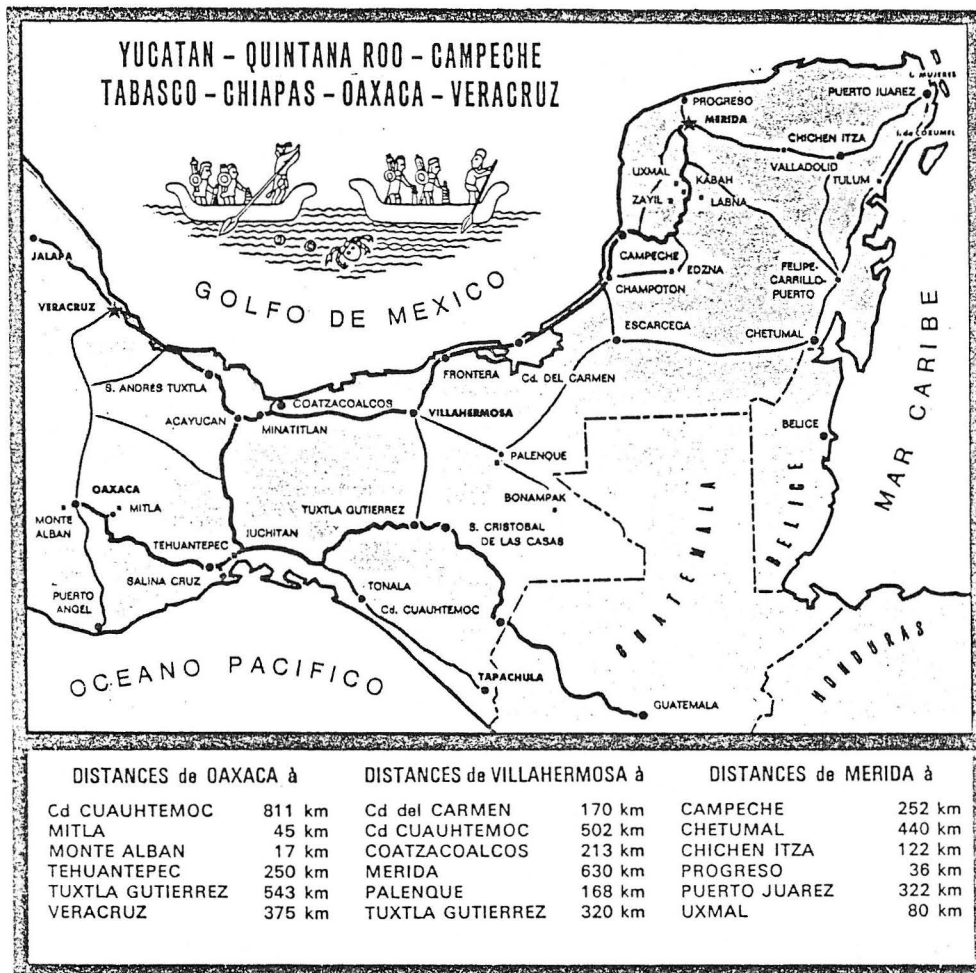 YUCATAN – QUINTANA ROO – CAMPECHE
TABASCO – CHIAPAS – OAXACA – VERACRUZ
I. MUJERES
PUERTO JUAREZ
PROGRESO
MERIDA
I. de COZUMEL
CHICHEN ITZA
VALLADOLID
TULUM
UXMAL
KABAH
ZAYIL
LABNA
JALAPA
CAMPECHE
EDZNA
FELIPE-
CARRILLO-
PUERTO
CHAMPOTON
GOLFO DE MEXICO
VERACRUZ
ESCARCEGA
CHETUMAL
MAR CARIBE
S. ANDRES TUXTLA
FRONTERA
Cd. DEL CARMEN
COATZACOALCOS
ACAYUCAN
MINATITLAN
VILLAHERMOSA
BELICE
PALENQUE
OAXACA
MITLA
MONTE
ALBAN
BONAMPAK
TUXTLA GUTIERREZ
S. CRISTOBAL
DE LAS CASAS
GUATEMALA
BELICE
JUCHITAN
TEHUANTEPEC
SALINA CRUZ
PUERTO
ANGEL
TONALA
Cd. CUAUHTEMOC
HONDURAS
OCEANO PACIFICO
TAPACHULA
GUATEMALA
DISTANCES de OAXACA à
Cd CUAUHTEMOC 811 km
MITLA 45 km
MONTE ALBAN 17 km
TEHUANTEPEC 250 km
TUXTLA GUTIERREZ 543 km
VERACRUZ 375 km
DISTANCES de VILLAHERMOSA à
Cd del CARMEN 170 km
Cd CUAUHTEMOC 502 km
COATZACOALCOS 213 km
MERIDA 630 km
PALENQUE 168 km
TUXTLA GUTIERREZ 320 km
DISTANCES de MERIDA à
CAMPECHE 252 km
CHETUMAL 440 km
CHICHEN ITZA 122 km
PROGRESO 36 km
PUERTO JUAREZ 322 km
UXMAL 80 km